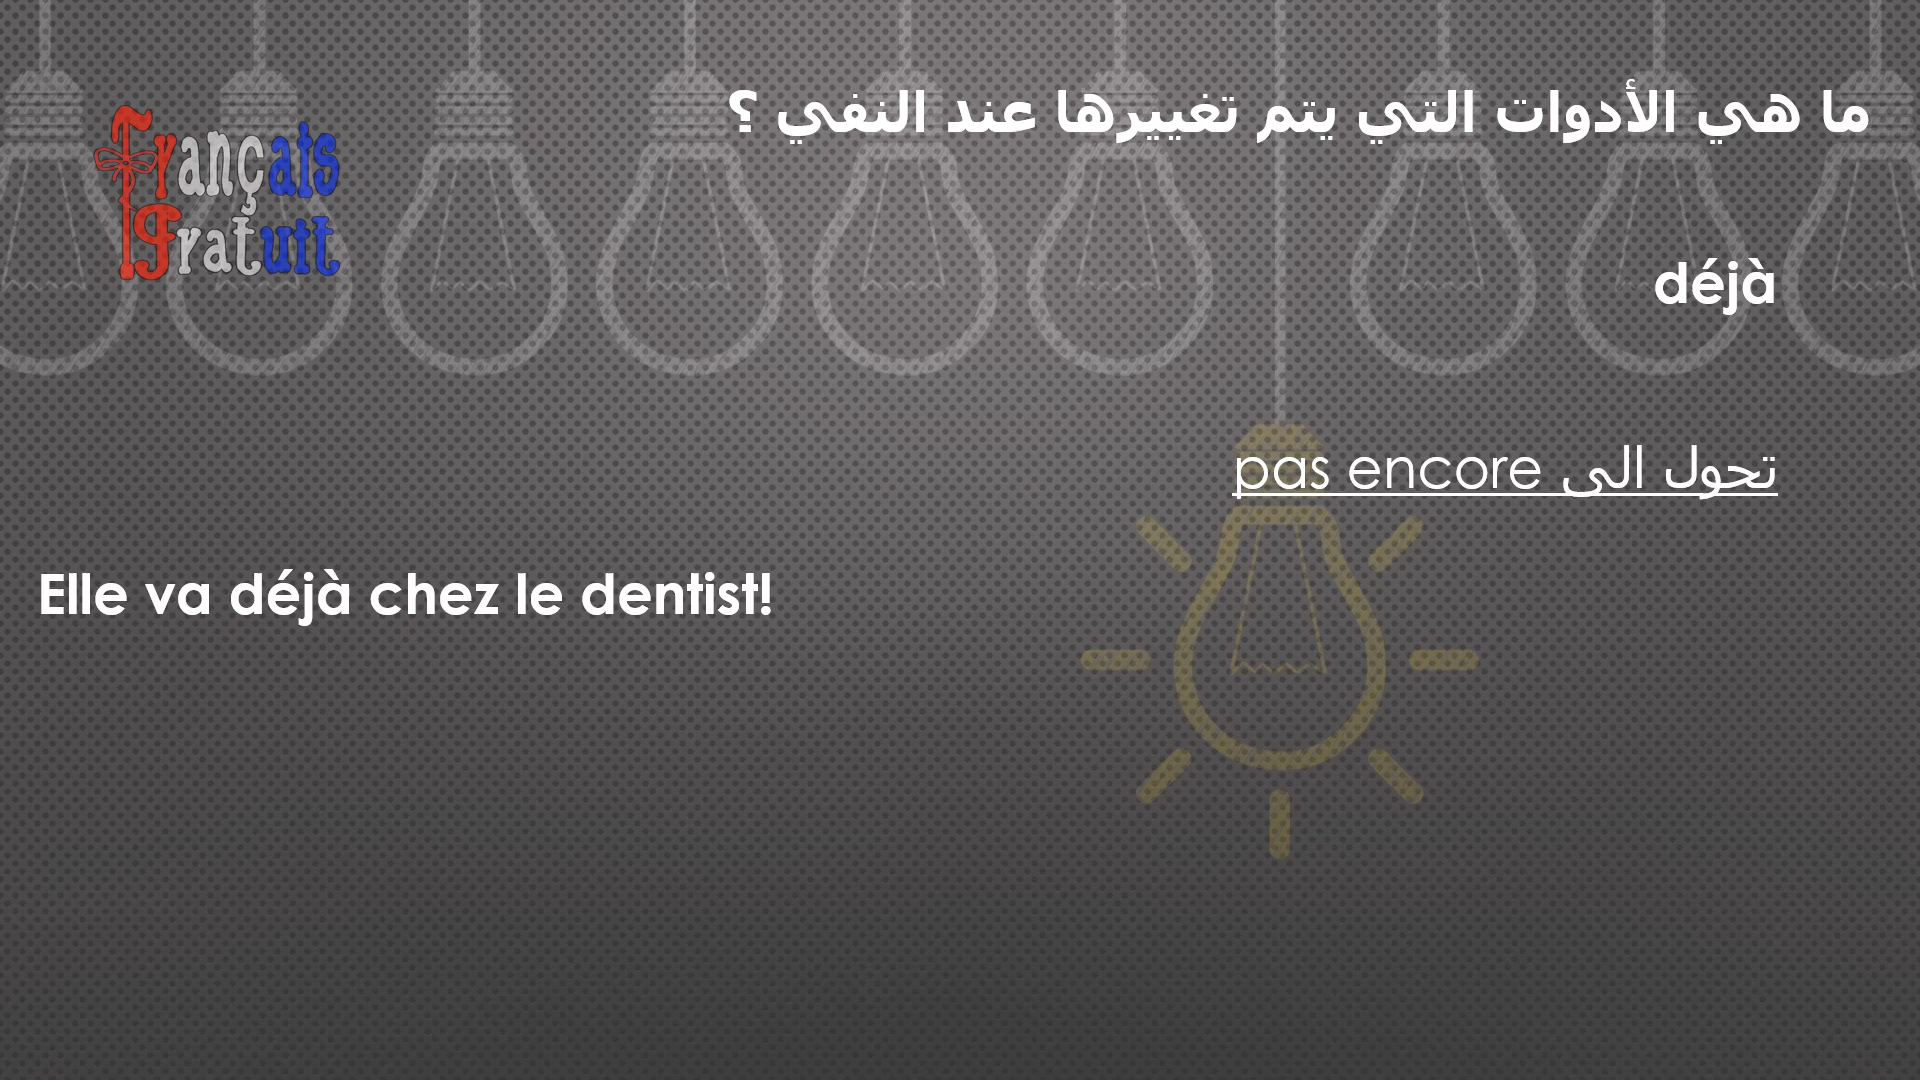 ما هي الأدوات التي يتم تغييرها عند النفي ؟
Français
Gratuit
déjà
تحول الى pas encore
Elle va déjà chez le dentist!